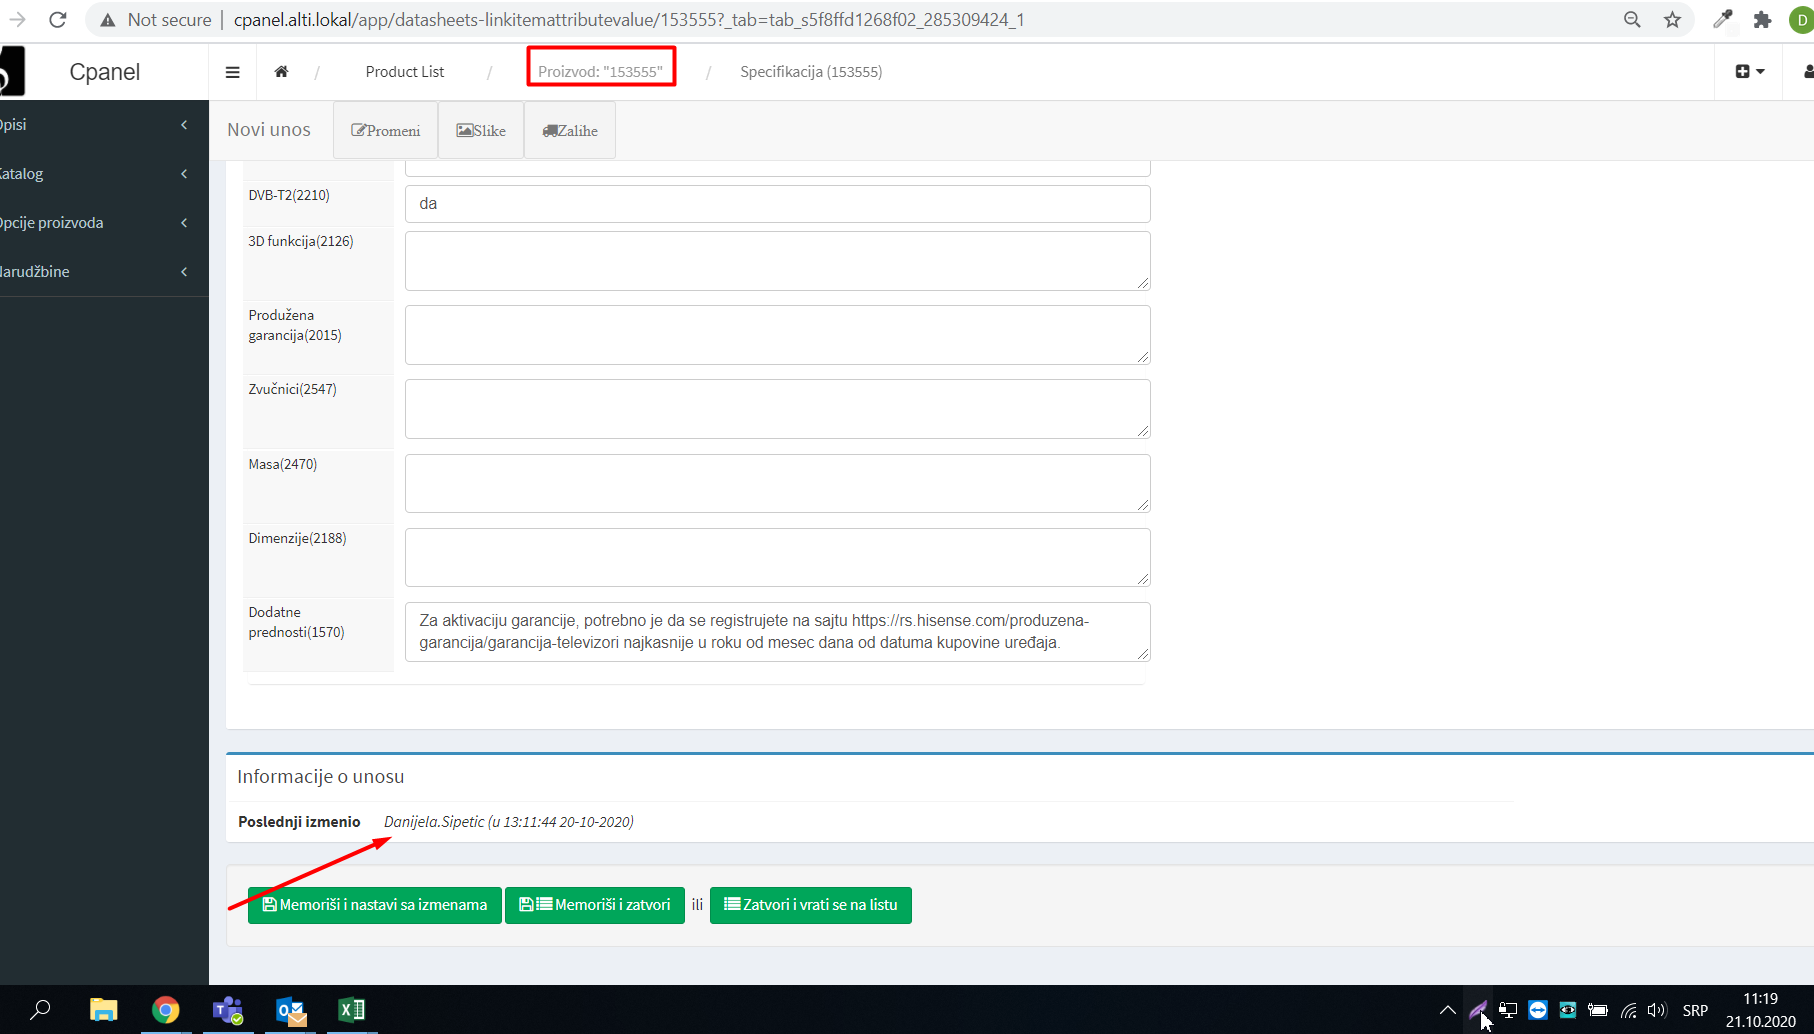 Not secure | cpanel.alti.lokal/app/datasheets-linkitemattributevalue/153555?_tab=tab_s5f8ffd1268f02_285309424_1
D
Cpanel
/ Product List / Proizvod: "153555" / Specifikacija (153555)
Opisi
Katalog
Opcije proizvoda
Narudžbine
Novi unos
Promeni
Slike
Zalihe
DVB-T2(2210)
da
3D funkcija(2126)
Produžena
garancija(2015)
Zvučnici(2547)
Masa(2470)
Dimenzije(2188)
Dodatne
prednosti(1570)
Za aktivaciju garancije, potrebno je da se registrujete na sajtu https://rs.hisense.com/produzena-
garancija/garancija-televizori najkasnije u roku od mesec dana od datuma kupovine uređaja.
Informacije o unosu
Poslednji izmenio Danijela.Sipetic (u 13:11:44 20-10-2020)
Memoriši i nastavi sa izmenama
Memoriši i zatvori
ili
Zatvori i vrati se na listu
SRP
11:19
21.10.2020